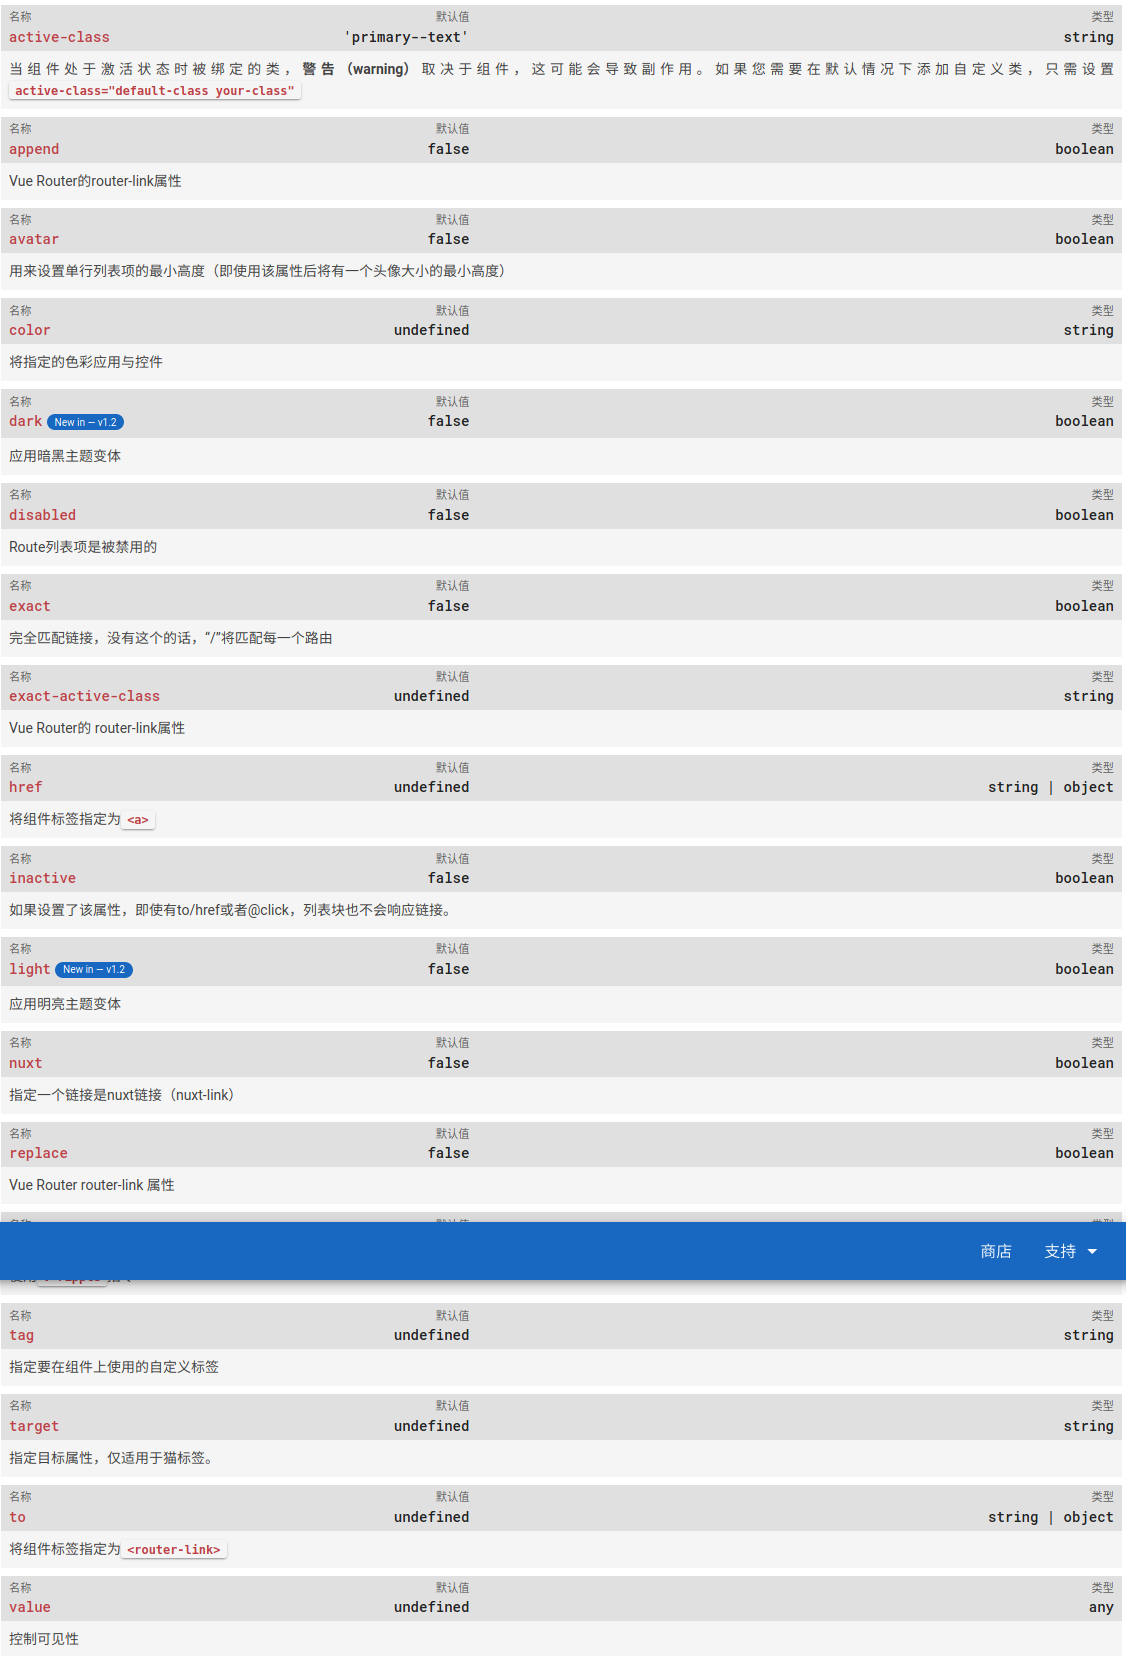 名称 默认值 类型
active-class 'primary--text' string
当组件处于激活状态时被绑定的类，警告（warning）取决于组件，这可能会导致副作用。如果您需要在默认情况下添加自定义类，只需设置
active-class="default-class your-class"
名称 默认值 类型
append false boolean
Vue Router的router-link属性
名称 默认值 类型
avatar false boolean
用来设置单行列表项的最小高度（即使用该属性后将有一个头像大小的最小高度）
名称 默认值 类型
color undefined string
将指定的色彩应用与控件
名称 默认值 类型
dark New in — v1.2 false boolean
应用暗黑主题变体
名称 默认值 类型
disabled false boolean
Route列表项是被禁用的
名称 默认值 类型
exact false boolean
完全匹配链接，没有这个的话，“/”将匹配每一个路由
名称 默认值 类型
exact-active-class undefined string
Vue Router的 router-link属性
名称 默认值 类型
href undefined string | object
将组件标签指定为 <a>
名称 默认值 类型
inactive false boolean
如果设置了该属性，即使有to/href或者@click，列表块也不会响应链接。
名称 默认值 类型
light New in — v1.2 false boolean
应用明亮主题变体
名称 默认值 类型
nuxt false boolean
指定一个链接是nuxt链接（nuxt-link）
名称 默认值 类型
replace false boolean
Vue Router router-link 属性
商店 支持
名称 默认值 类型
tag undefined string
指定要在组件上使用的自定义标签
名称 默认值 类型
target undefined string
指定目标属性，仅适用于猫标签。
名称 默认值 类型
to undefined string | object
将组件标签指定为 <router-link>
名称 默认值 类型
value undefined any
控制可见性